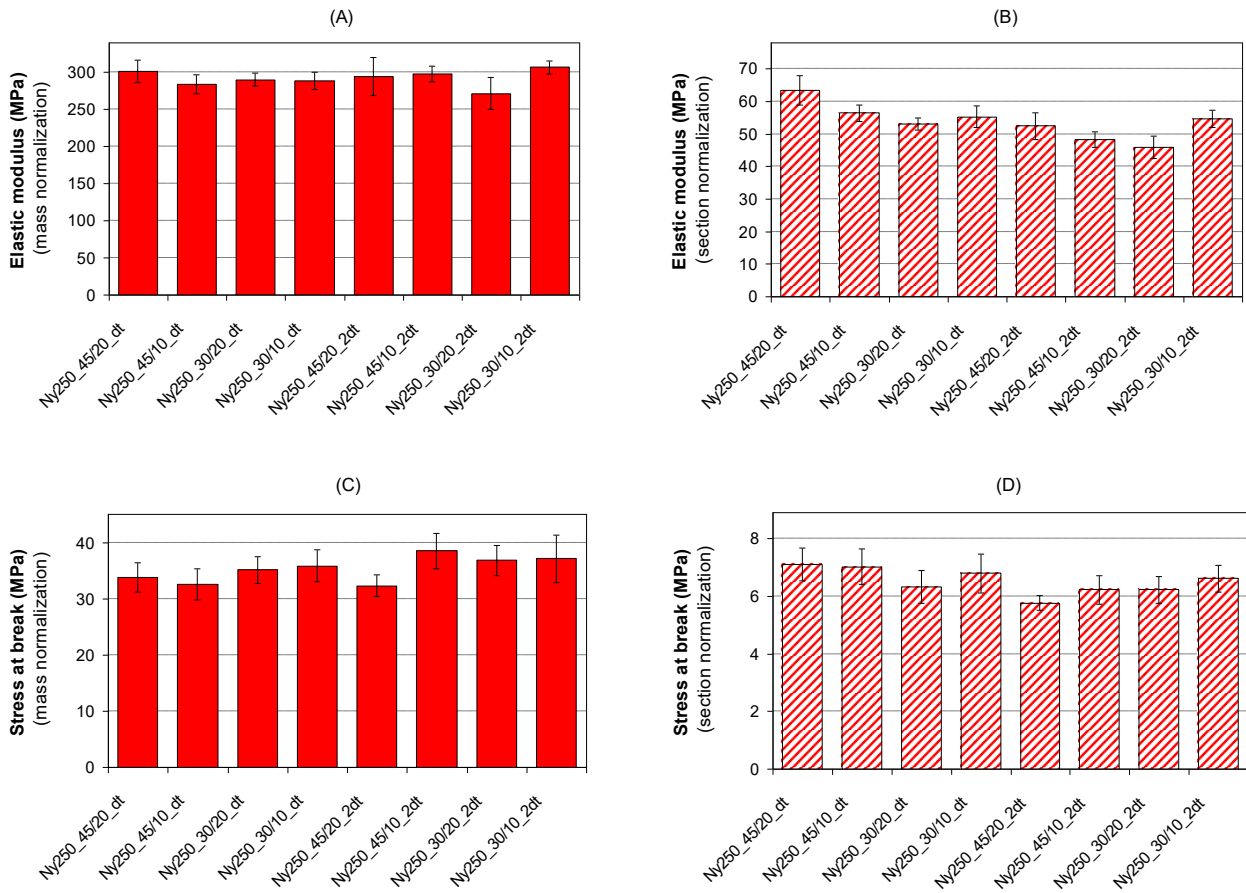 (A)
Elastic modulus (MPa)
(mass normalization)
300
250
200
150
100
50
0
Ny250_45/20_dt
Ny250_45/10_dt
Ny250_30/20_dt
Ny250_30/10_dt
Ny250_45/20_2dt
Ny250_45/10_2dt
Ny250_30/20_2dt
Ny250_30/10_2dt
(B)
Elastic modulus (MPa)
(section normalization)
70
60
50
40
30
20
10
0
Ny250_45/20_dt
Ny250_45/10_dt
Ny250_30/20_dt
Ny250_30/10_dt
Ny250_45/20_2dt
Ny250_45/10_2dt
Ny250_30/20_2dt
Ny250_30/10_2dt
(C)
Stress at break (MPa)
(mass normalization)
40
30
20
10
0
Ny250_45/20_dt
Ny250_45/10_dt
Ny250_30/20_dt
Ny250_30/10_dt
Ny250_45/20_2dt
Ny250_45/10_2dt
Ny250_30/20_2dt
Ny250_30/10_2dt
(D)
Stress at break (MPa)
(section normalization)
8
6
4
2
0
Ny250_45/20_dt
Ny250_45/10_dt
Ny250_30/20_dt
Ny250_30/10_dt
Ny250_45/20_2dt
Ny250_45/10_2dt
Ny250_30/20_2dt
Ny250_30/10_2dt